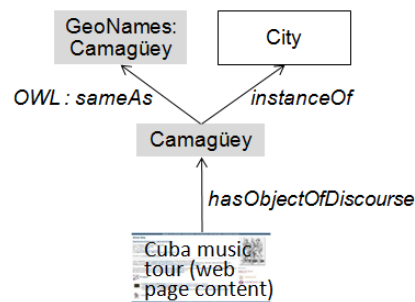 GeoNames:
Camagüey
City
OWL : sameAs
instanceOf
Camagüey
hasObjectOfDiscourse
Cuba music
tour (web
page content)